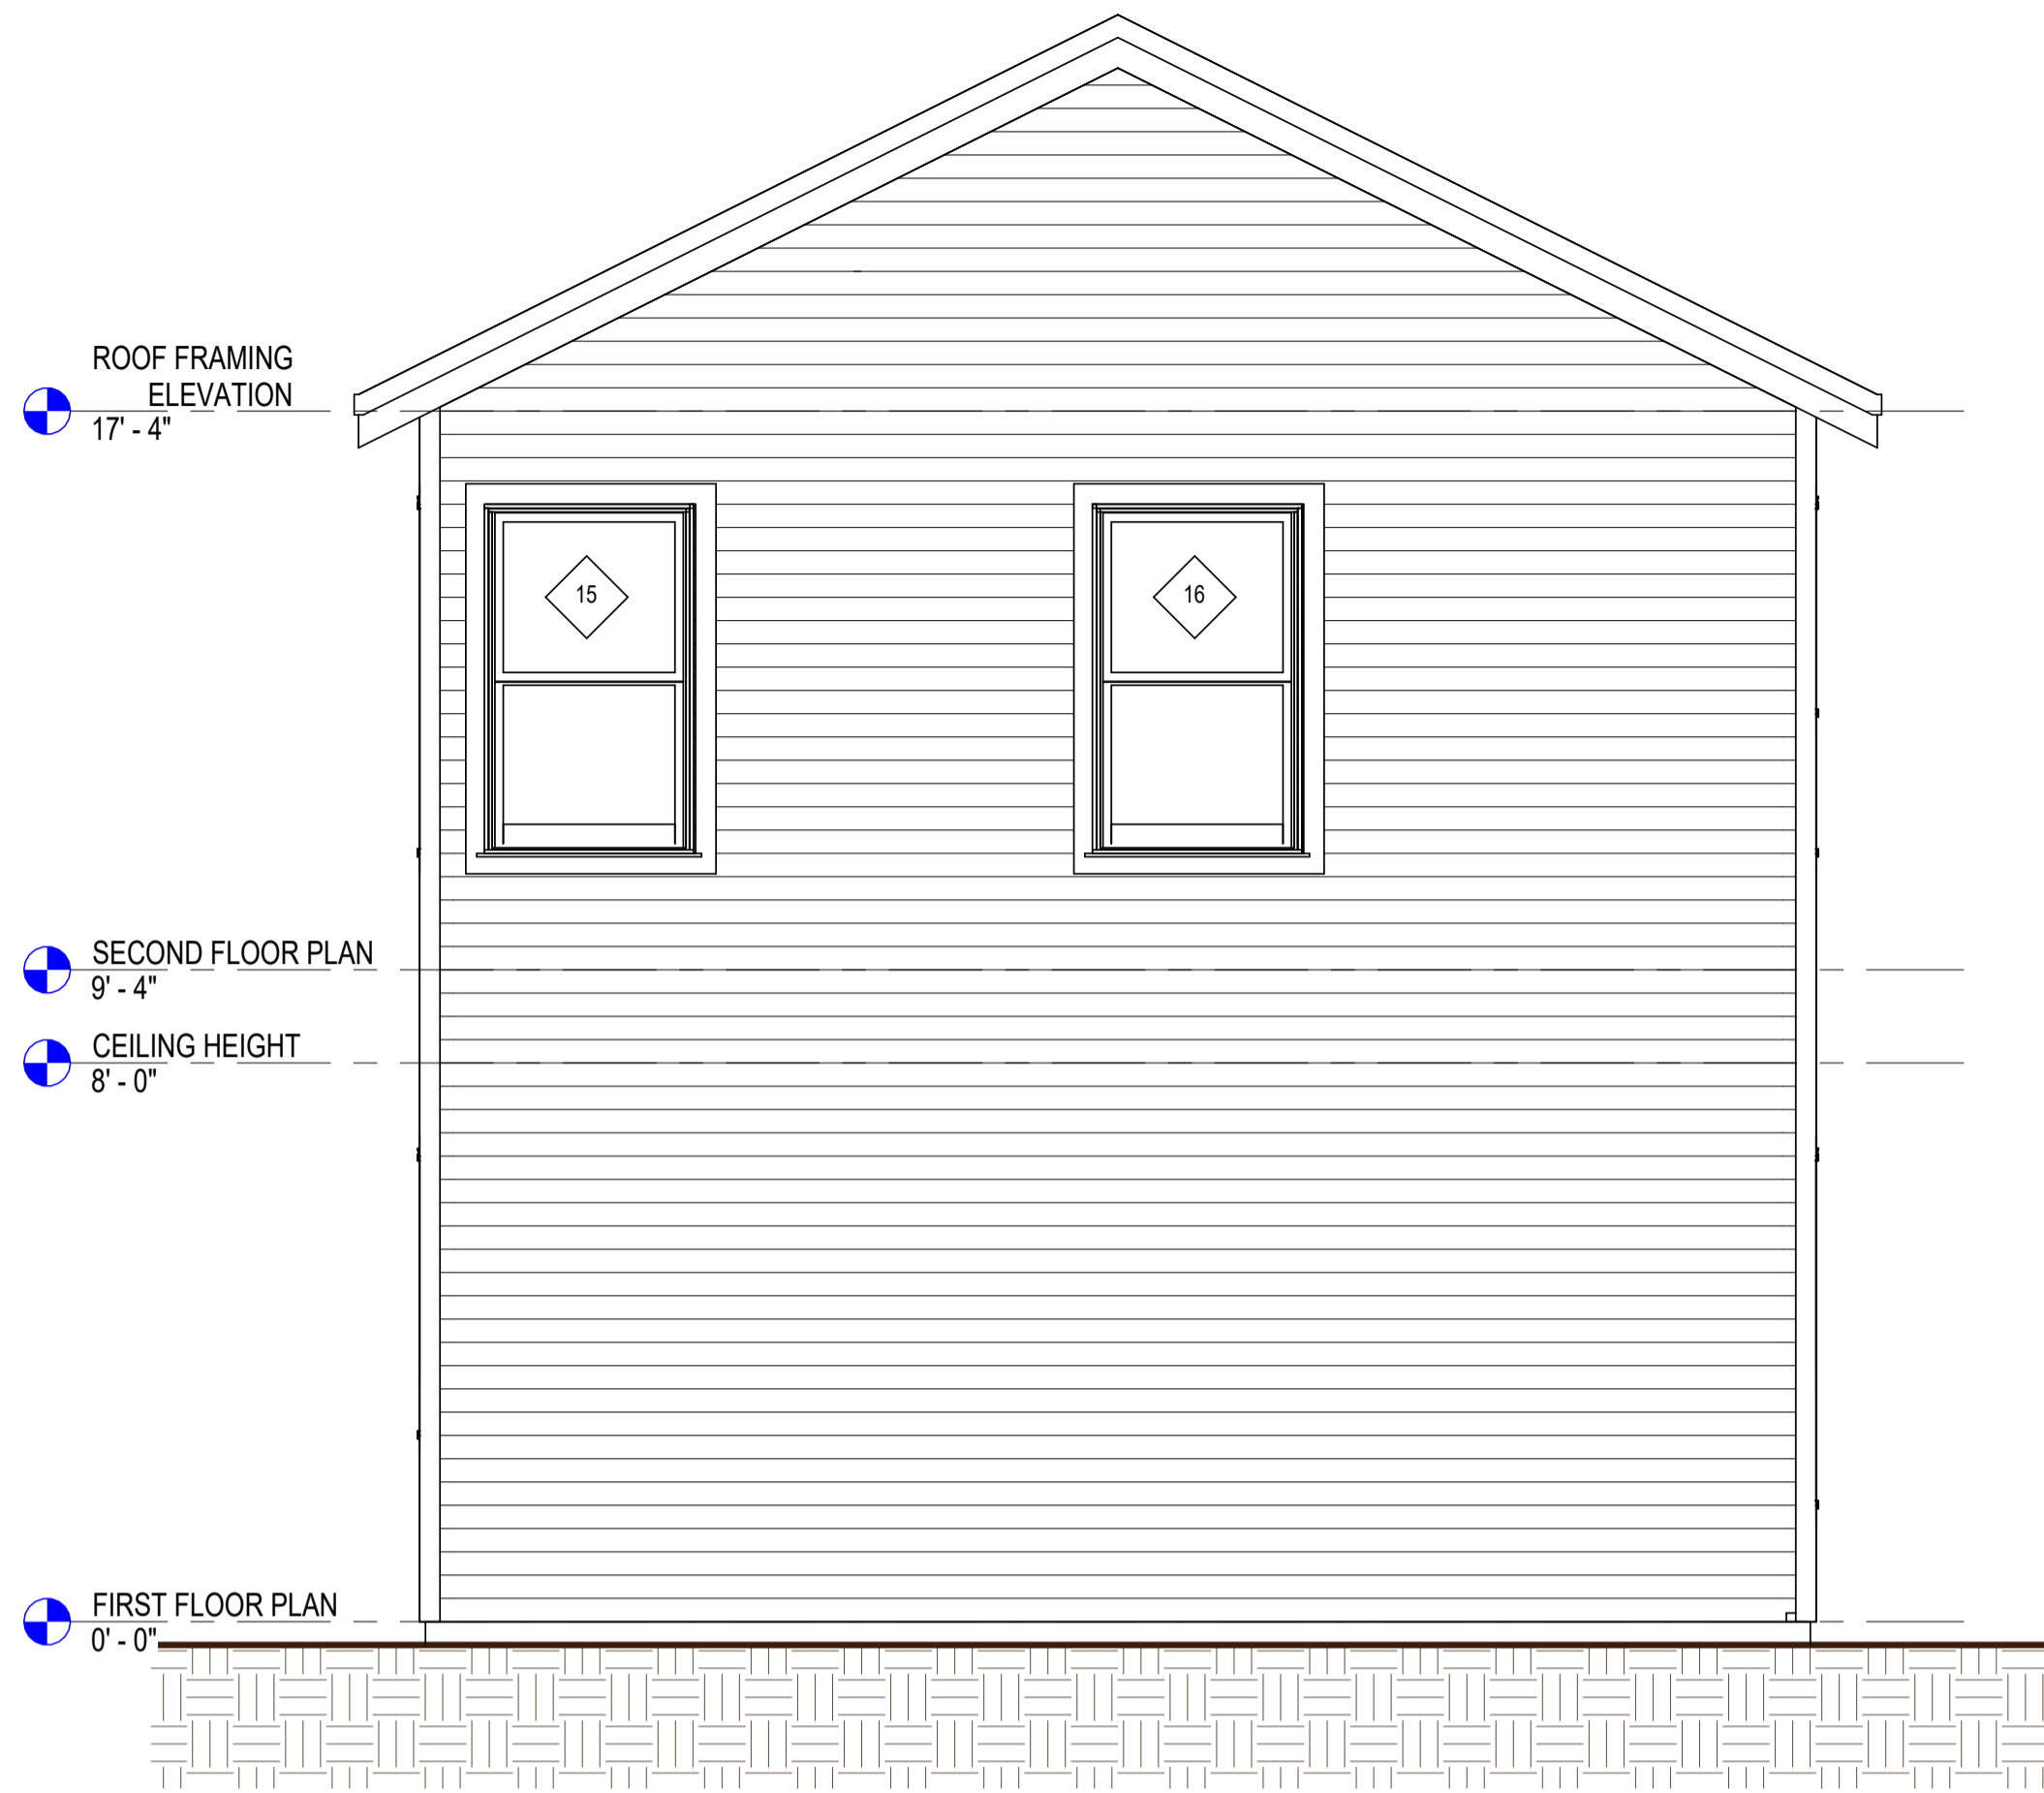 ROOF FRAMING
ELEVATION
17' - 4"
15
16
SECOND FLOOR PLAN
9' - 4"
CEILING HEIGHT
8' - 0"
FIRST FLOOR PLAN
0' - 0"